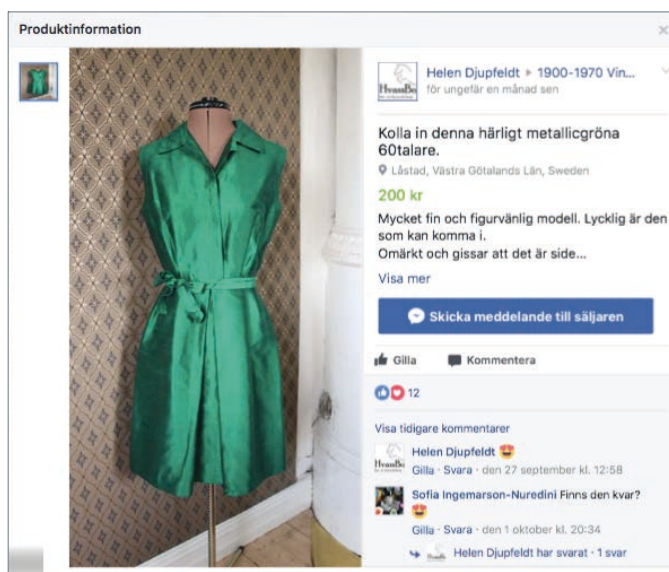 Produktinformation
Helen Djupfeldt ▸ 1900-1970 Vin...
för ungefär en månad sen
Kolla in denna härligt metallicgröna
60talare.
Låstad, Västra Götalands Län, Sweden
200 kr
Mycket fin och figurvänlig modell. Lycklig är den
som kan komma i.
Omärkt och gissar att det är side...
Visa mer
Skicka meddelande till säljaren
Gilla Kommentera
12
Visa tidigare kommentarer
Helen Djupfeldt
Gilla · Svara · den 27 september kl. 12:58
Sofia Ingemarson-Nuredini Finns den kvar?
Gilla · Svara · den 1 oktober kl. 20:34
Helen Djupfeldt har svarat · 1 svar